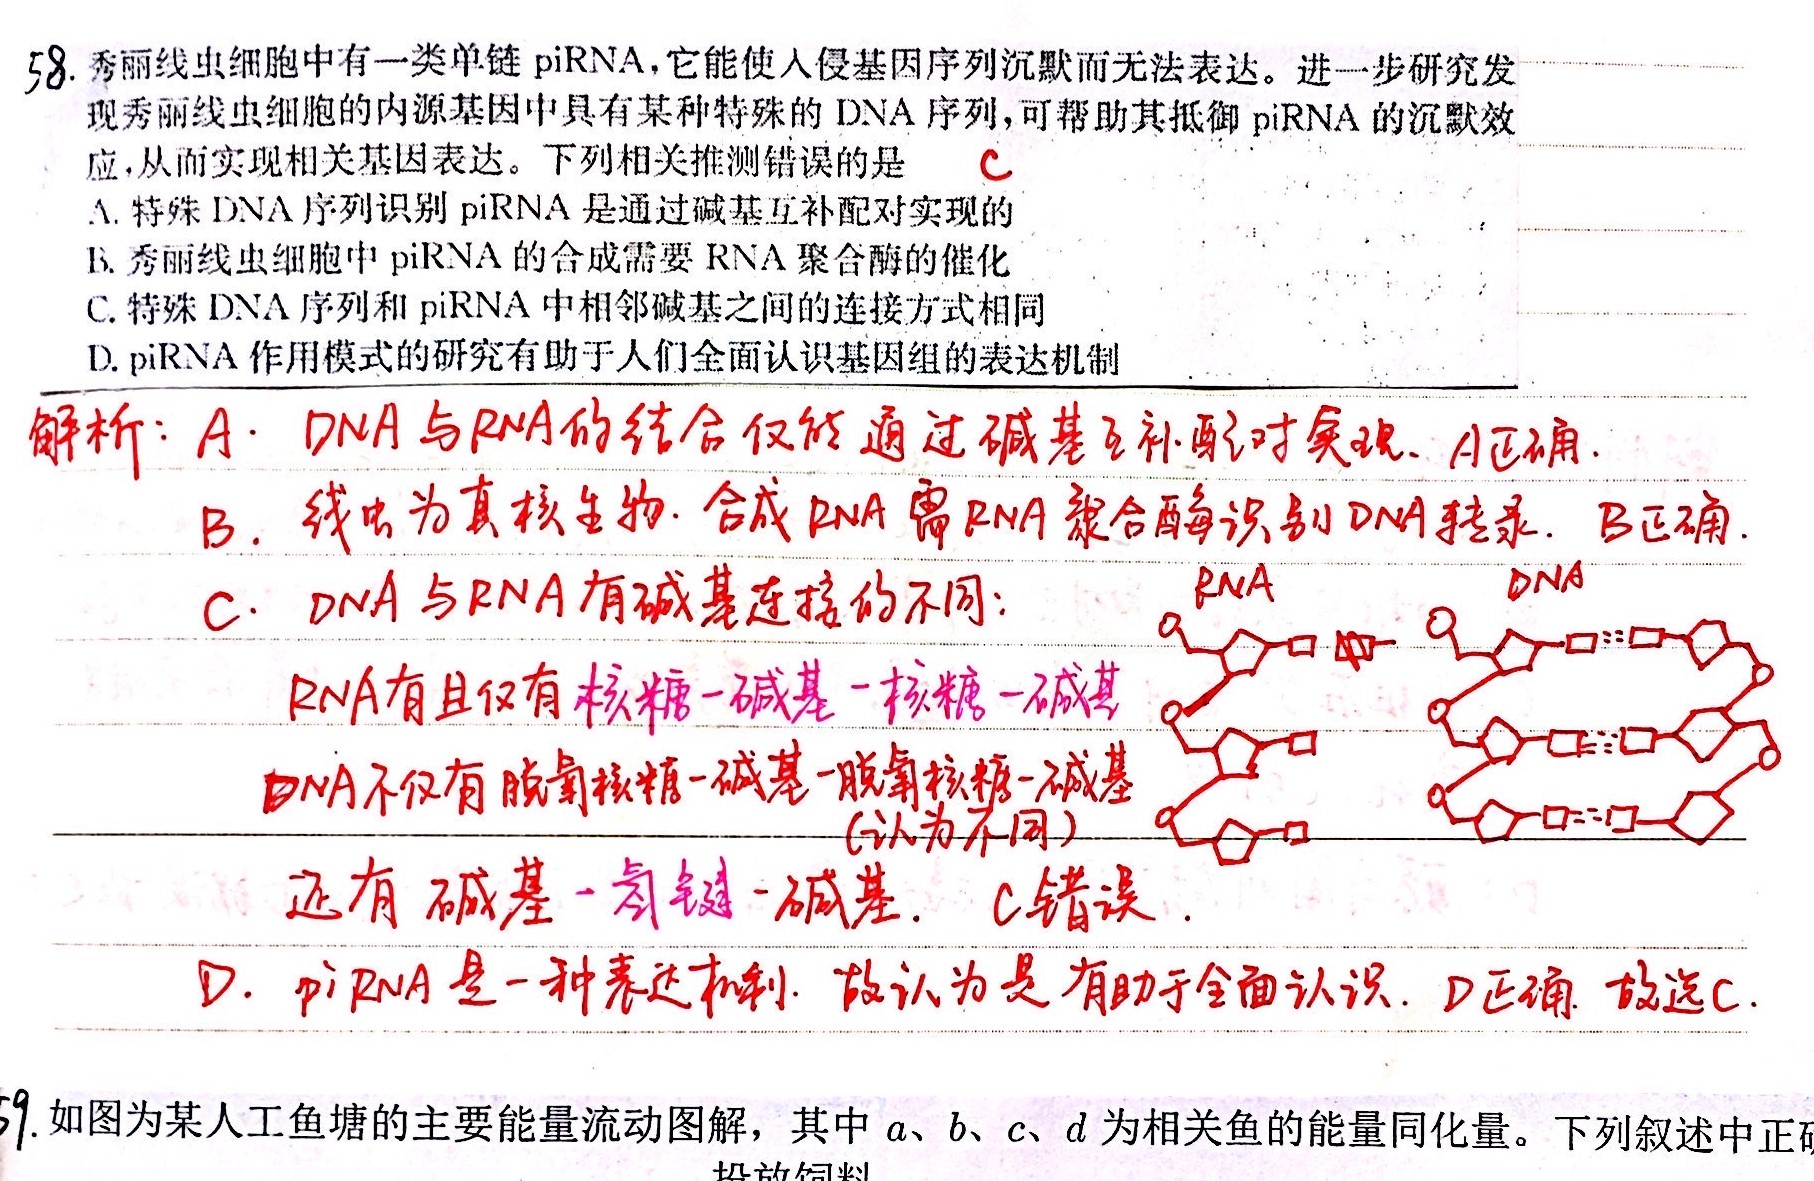 58. 秀丽线虫细胞中有一类单链 piRNA,它能使入侵基因序列沉默而无法表达。进一步研究发
现秀丽线虫细胞的内源基因中具有某种特殊的 DNA 序列,可帮助其抵御 piRNA 的沉默效
应,从而实现相关基因表达。下列相关推测错误的是 C
A. 特殊 DNA 序列识别 piRNA 是通过碱基互补配对实现的
B. 秀丽线虫细胞中 piRNA 的合成需要 RNA 聚合酶的催化
C. 特殊 DNA 序列和 piRNA 中相邻碱基之间的连接方式相同
D. piRNA 作用模式的研究有助于人们全面认识基因组的表达机制
解析: A. DNA与RNA的结合仅能通过碱基互补配对实现、A正确.
B. 线虫为真核生物. 合成RNA需RNA聚合酶识别DNA转录. B正确.
C. DNA与RNA有碱基连接的不同:
RNA DNA
RNA有且仅有核糖-碱基-核糖-碱基
DNA不仅有脱氧核糖-碱基-脱氧核糖-碱基
(认为不同)
还有碱基-氢键-碱基. C错误.
D. piRNA是一种表达机制. 故认为是有助于全面认识. D正确. 故选C.
59. 如图为某人工鱼塘的主要能量流动图解，其中 a、b、c、d 为相关鱼的能量同化量。下列叙述中正确
投放饲料